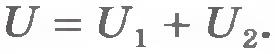 U = U₁ + U₂.